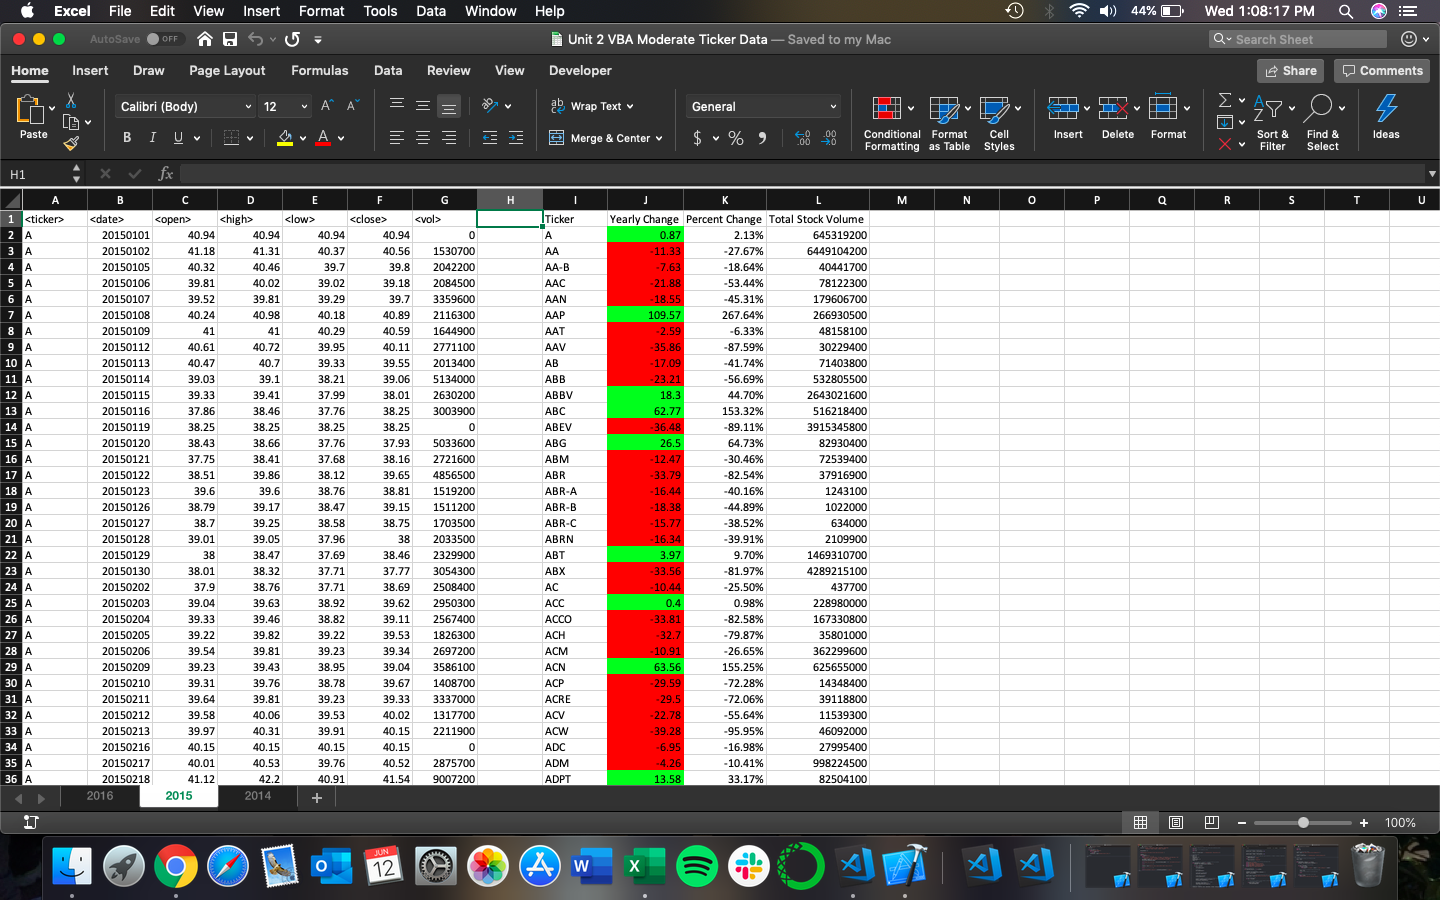 Excel File Edit View Insert Format Tools Data Window Help 44% Wed 1:08:17 PM
AutoSave OFF Unit 2 VBA Moderate Ticker Data — Saved to my Mac Search Sheet
Home Insert Draw Page Layout Formulas Data Review View Developer Share Comments
Calibri (Body) 12 A A ab Wrap Text General
Paste B I U A Merge & Center $ % Conditional Formatting Format as Table Cell Styles Insert Delete Format Sort & Filter Find & Select Ideas
H1 fx
A B C D E F G H I J K L M N O P Q R S T U
1 <ticker> <date> <open> <high> <low> <close> <vol> Ticker Yearly Change Percent Change Total Stock Volume
2 A 20150101 40.94 40.94 40.94 40.94 0 A 0.87 2.13% 645319200
3 A 20150102 41.18 41.31 40.37 40.56 1530700 AA -11.33 -27.67% 6449104200
4 A 20150105 40.32 40.46 39.7 39.8 2042200 AA-B -7.63 -18.64% 40441700
5 A 20150106 39.81 40.02 39.02 39.18 2084500 AAC -21.88 -53.44% 78122300
6 A 20150107 39.52 39.81 39.29 39.7 3359600 AAN -18.55 -45.31% 179606700
7 A 20150108 40.24 40.98 40.18 40.89 2116300 AAP 109.57 267.64% 266930500
8 A 20150109 41 41 40.29 40.59 1644900 AAT -2.59 -6.33% 48158100
9 A 20150112 40.61 40.72 39.95 40.11 2771100 AAV -35.86 -87.59% 30229400
10 A 20150113 40.47 40.7 39.33 39.55 2013400 AB -17.09 -41.74% 71403800
11 A 20150114 39.03 39.1 38.21 39.06 5134000 ABB -23.21 -56.69% 532805500
12 A 20150115 39.33 39.41 37.99 38.01 2630200 ABBV 18.3 44.70% 2643021600
13 A 20150116 37.86 38.46 37.76 38.25 3003900 ABC 62.77 153.32% 516218400
14 A 20150119 38.25 38.25 38.25 38.25 0 ABEV -36.48 -89.11% 3915345800
15 A 20150120 38.43 38.66 37.76 37.93 5033600 ABG 26.5 64.73% 82930400
16 A 20150121 37.75 38.41 37.68 38.16 2721600 ABM -12.47 -30.46% 72539400
17 A 20150122 38.51 39.86 38.12 39.65 4856500 ABR -33.79 -82.54% 37916900
18 A 20150123 39.6 39.6 38.76 38.81 1519200 ABR-A -16.44 -40.16% 1243100
19 A 20150126 38.79 39.17 38.47 39.15 1511200 ABR-B -18.38 -44.89% 1022000
20 A 20150127 38.7 39.25 38.58 38.75 1703500 ABR-C -15.77 -38.52% 634000
21 A 20150128 39.01 39.05 37.96 38 2033500 ABRN -16.34 -39.91% 2109900
22 A 20150129 38 38.47 37.69 38.46 2329900 ABT 3.97 9.70% 1469310700
23 A 20150130 38.01 38.32 37.71 37.77 3054300 ABX -33.56 -81.97% 4289215100
24 A 20150202 37.9 38.76 37.71 38.69 2508400 AC -10.44 -25.50% 437700
25 A 20150203 39.04 39.63 38.92 39.62 2950300 ACC 0.4 0.98% 228980000
26 A 20150204 39.33 39.46 38.82 39.11 2567400 ACCO -33.81 -82.58% 167330800
27 A 20150205 39.22 39.82 39.22 39.53 1826300 ACH -32.7 -79.87% 35801000
28 A 20150206 39.54 39.81 39.23 39.34 2697200 ACM -10.91 -26.65% 362299600
29 A 20150209 39.23 39.43 38.95 39.04 3586100 ACN 63.56 155.25% 625655000
30 A 20150210 39.31 39.76 38.78 39.67 1408700 ACP -29.59 -72.28% 14348400
31 A 20150211 39.64 39.81 39.23 39.33 3337000 ACRE -29.5 -72.06% 39118800
32 A 20150212 39.58 40.06 39.53 40.02 1317700 ACV -22.78 -55.64% 11539300
33 A 20150213 39.97 40.31 39.91 40.15 2211900 ACW -39.28 -95.95% 46092000
34 A 20150216 40.15 40.15 40.15 40.15 0 ADC -6.95 -16.98% 27995400
35 A 20150217 40.01 40.53 39.76 40.52 2875700 ADM -4.26 -10.41% 998224500
36 A 20150218 41.12 42.2 40.91 41.54 9007200 ADPT 13.58 33.17% 82504100
2016 2015 2014 +
100%
JUN
12